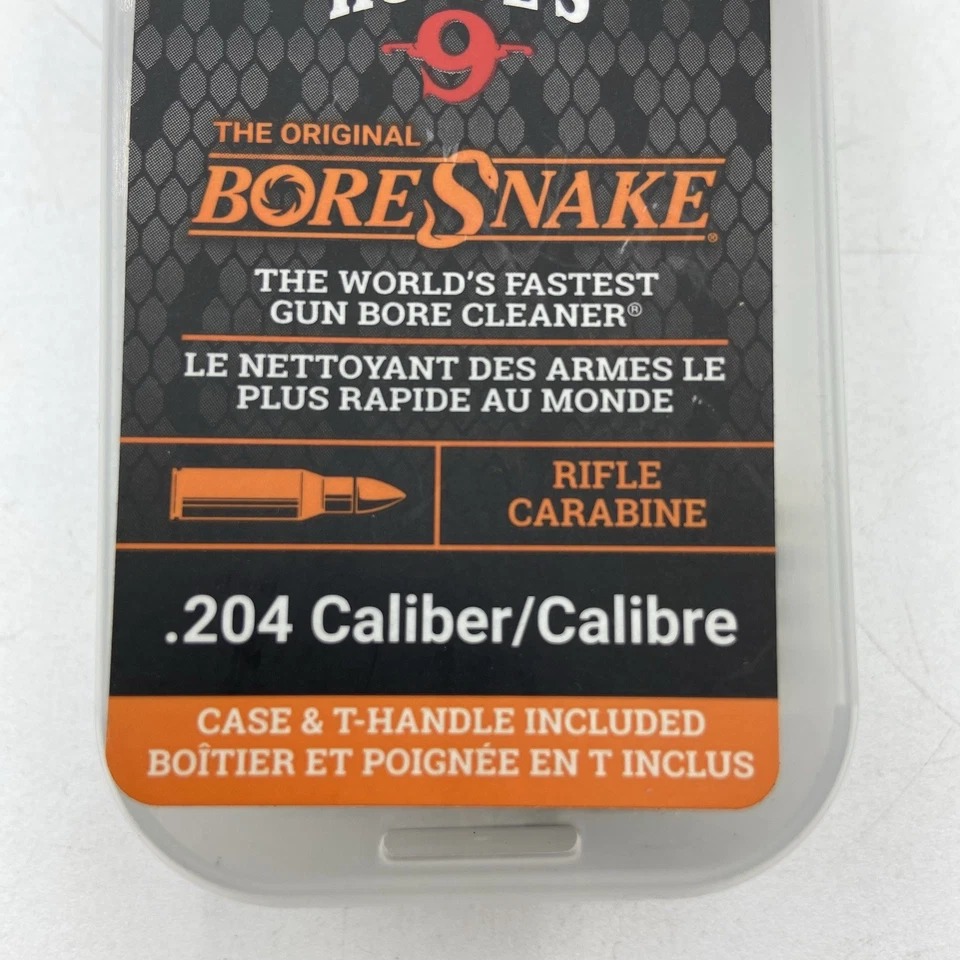 9
THE ORIGINAL
BORESNAKE®
THE WORLD'S FASTEST
GUN BORE CLEANER®
LE NETTOYANT DES ARMES LE
PLUS RAPIDE AU MONDE
RIFLE
CARABINE
.204 Caliber/Calibre
CASE & T-HANDLE INCLUDED
BOÎTIER ET POIGNÉE EN T INCLUS